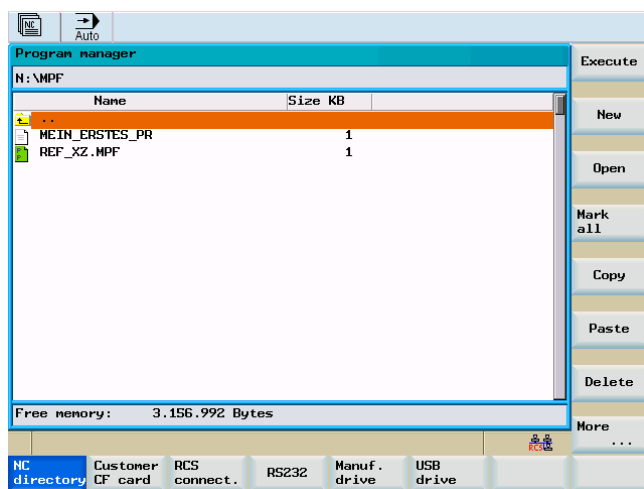 NC
Auto
Program manager
N:\MPF
Name Size KB
..
MEIN_ERSTES_PR 1
REF_XZ.MPF 1
Free memory: 3.156.992 Bytes
Execute
New
Open
Mark
all
Copy
Paste
Delete
More
...
RCS
NC
directory
Customer
CF card
RCS
connect.
RS232
Manuf.
drive
USB
drive